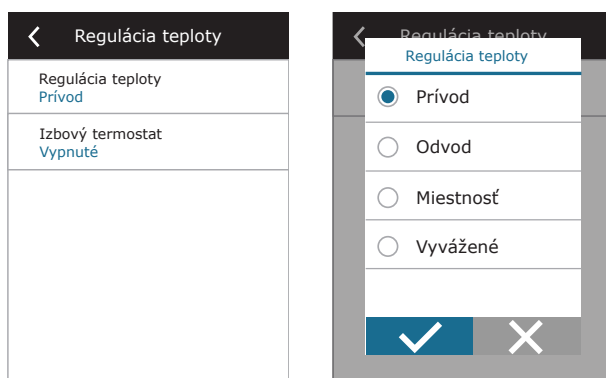 Regulácia teploty
Regulácia teploty
Prívod
Izbový termostat
Vypnuté
Regulácia teploty
Regulácia teploty
Prívod
Odvod
Miestnosť
Vyvážené